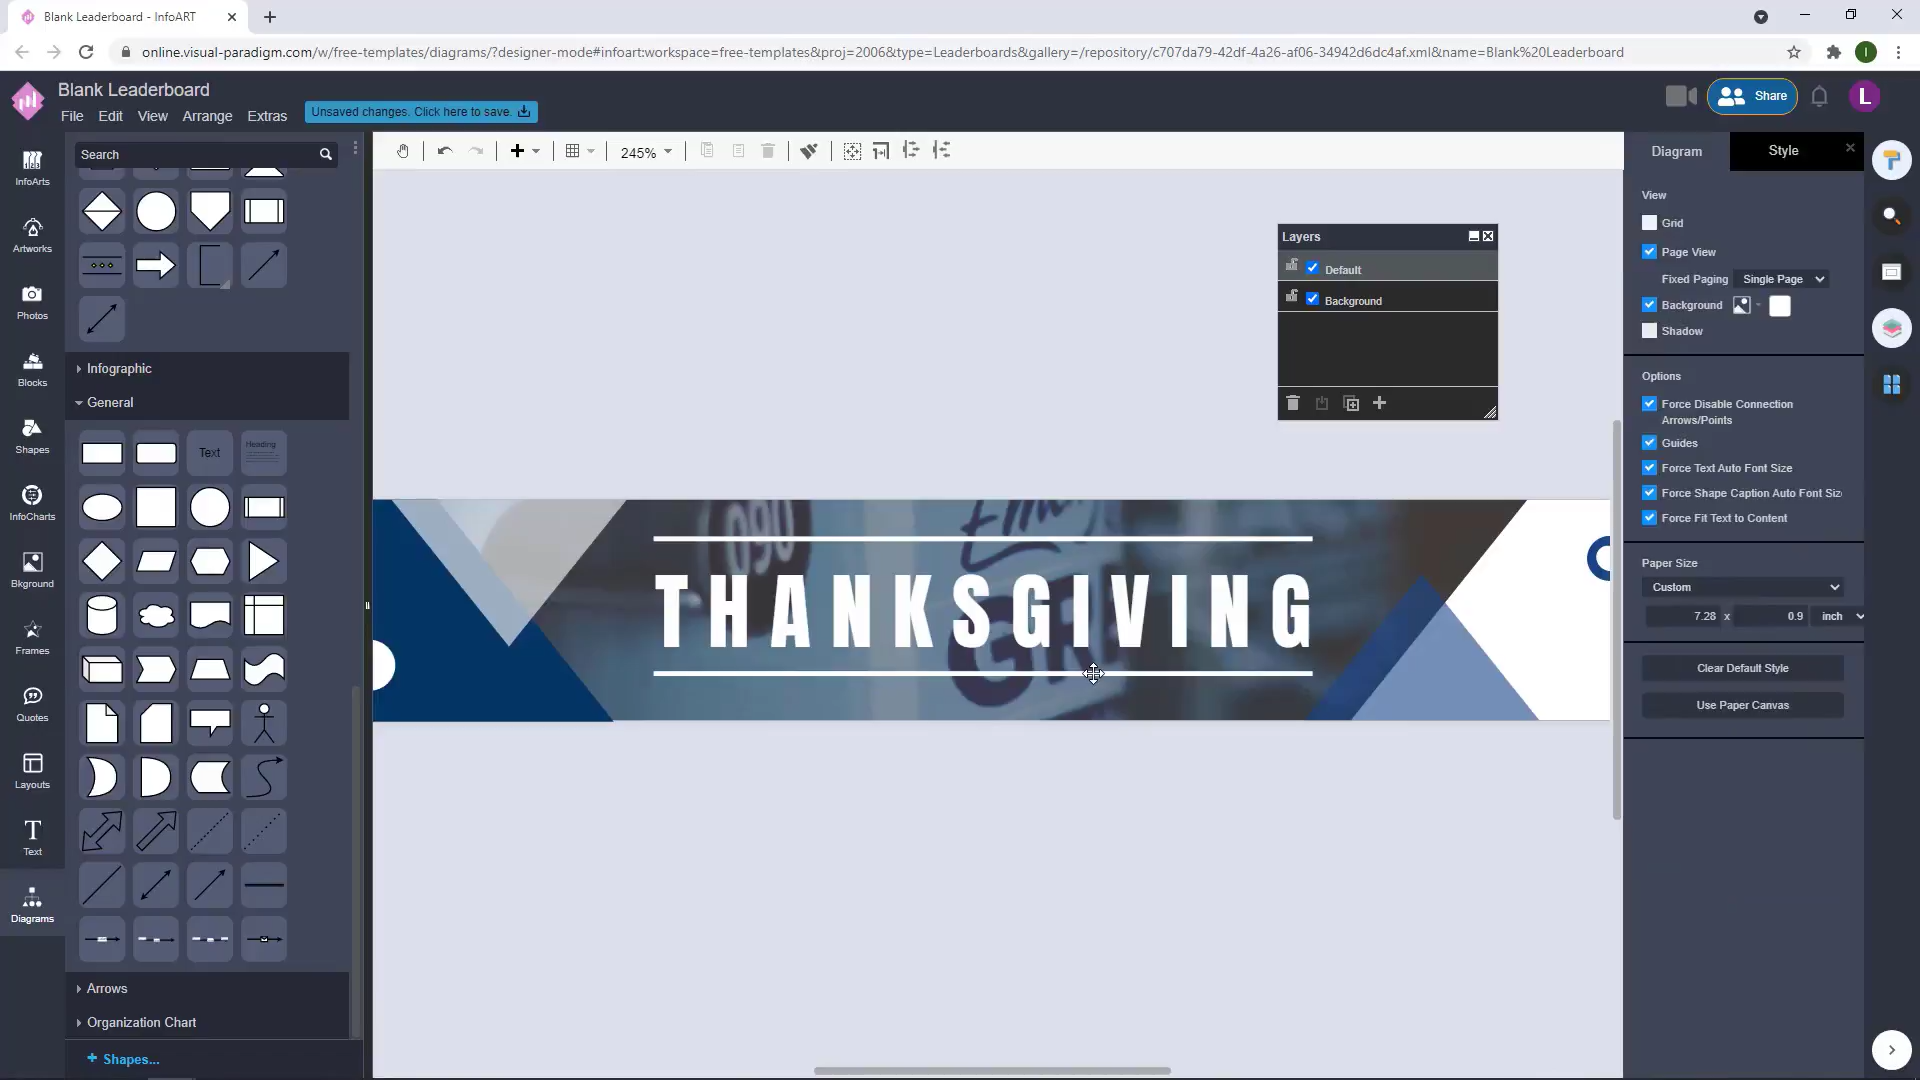 Blank Leaderboard - InfoART
online.visual-paradigm.com/w/free-templates/diagrams/?designer-mode#infoart:workspace=free-templates&proj=2006&type=Leaderboards&gallery=/repository/c707da79-42df-4a26-af06-34942d6dc4af.xml&name=Blank%20Leaderboard
I
Blank Leaderboard
File Edit View Arrange Extras
Unsaved changes. Click here to save.
Share
L
Search
245%
InfoArts
Artworks
Photos
Blocks
Shapes
InfoCharts
Bkground
Frames
Quotes
Layouts
Text
Diagrams
Infographic
General
Text
Heading
Arrows
Organization Chart
+ Shapes...
Layers
Default
Background
090
THANKSGIVING
Diagram
Style
View
Grid
Page View
Fixed Paging
Single Page
Background
Shadow
Options
Force Disable Connection
Arrows/Points
Guides
Force Text Auto Font Size
Force Shape Caption Auto Font Siz
Force Fit Text to Content
Paper Size
Custom
7.28 x 0.9 inch
Clear Default Style
Use Paper Canvas